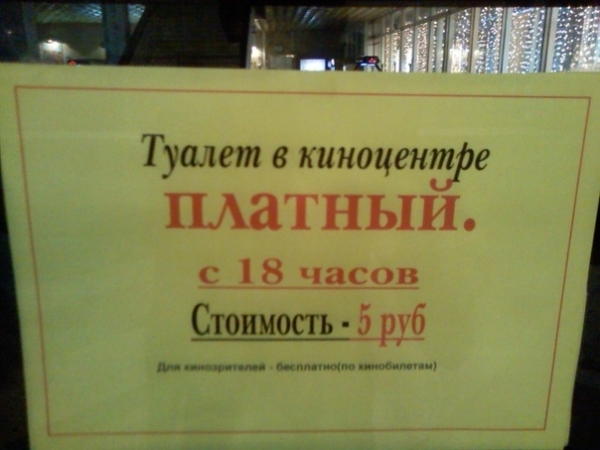 Туалет в киноцентре
платный.
с 18 часов
Стоимость - 5 руб
Для кинозрителей - бесплатно(по кинобилетам)